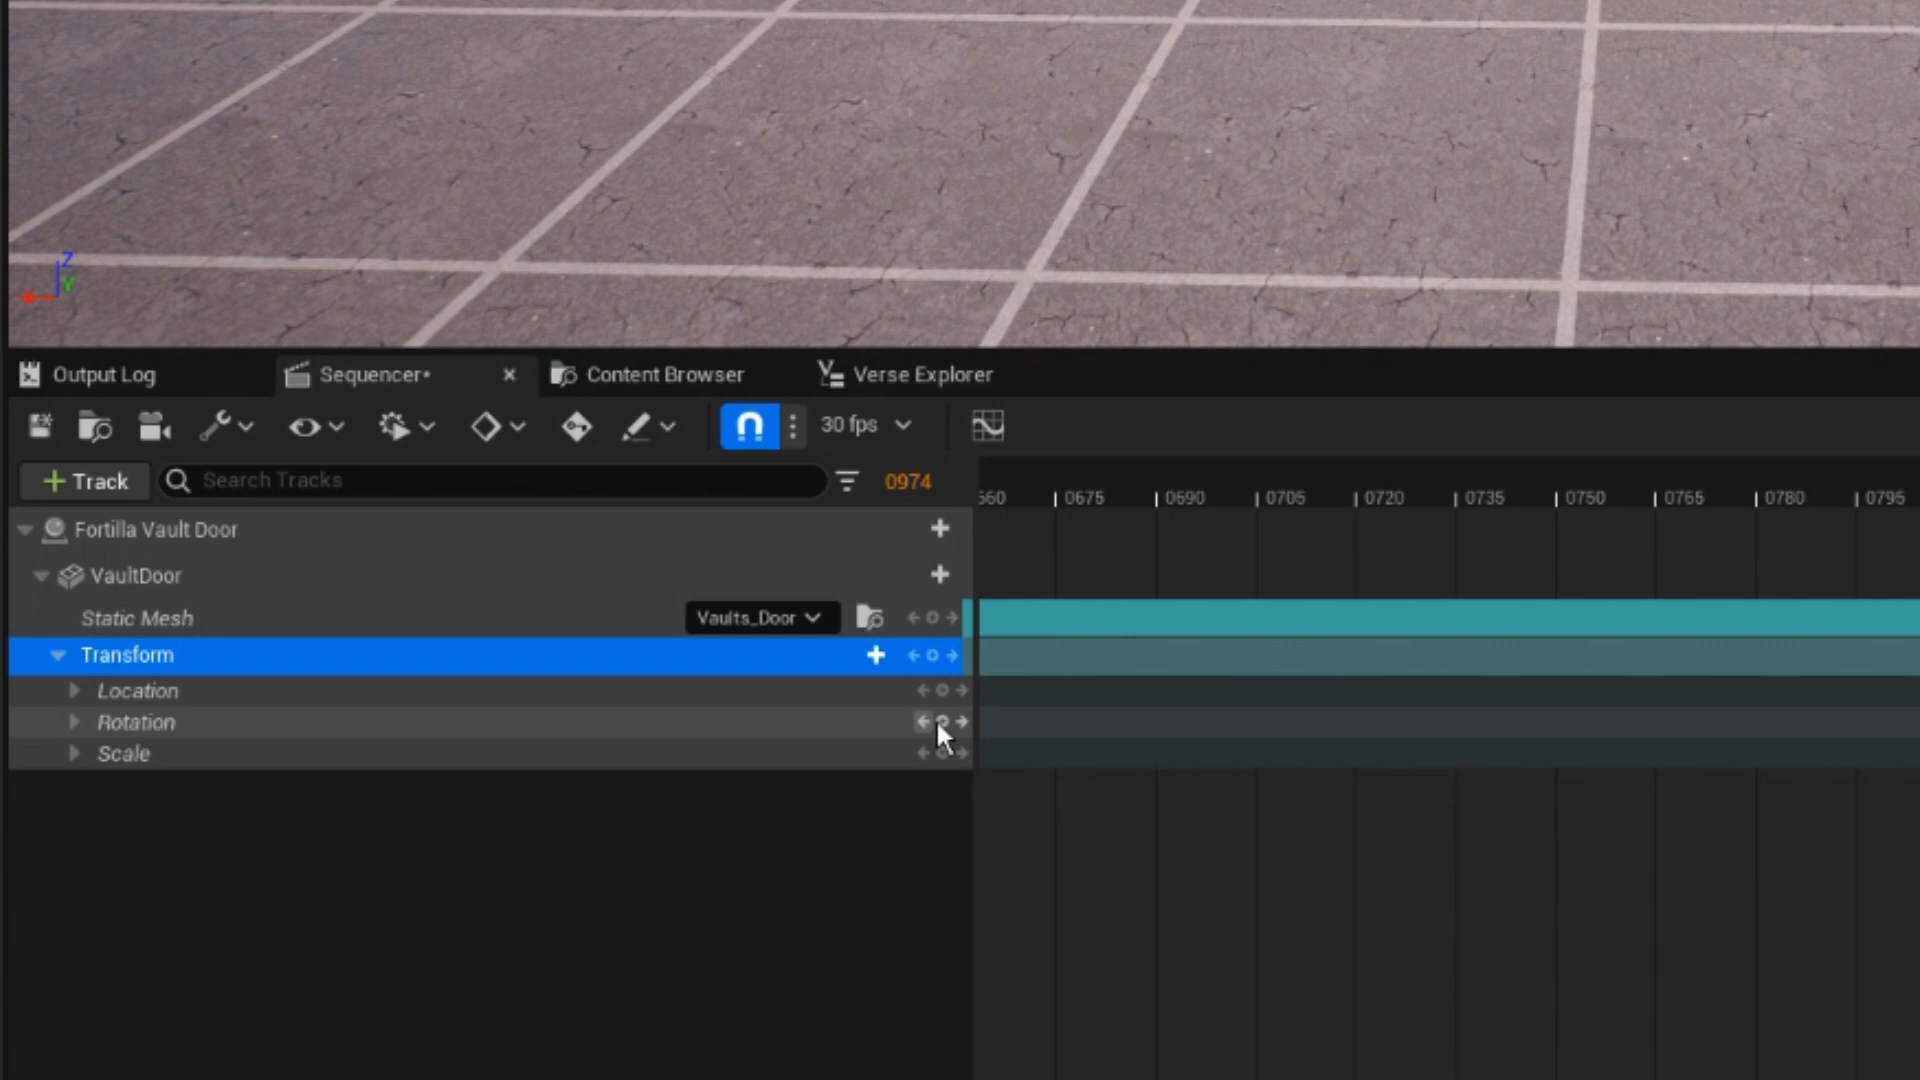 Z
Y
Output Log
Sequencer•
Content Browser
Verse Explorer
30 fps
Track
Search Tracks
0974
0675
0690
0705
0720
0735
0750
0765
0780
0795
Fortilla Vault Door
VaultDoor
Static Mesh
Vaults_Door
Transform
Location
Rotation
Scale